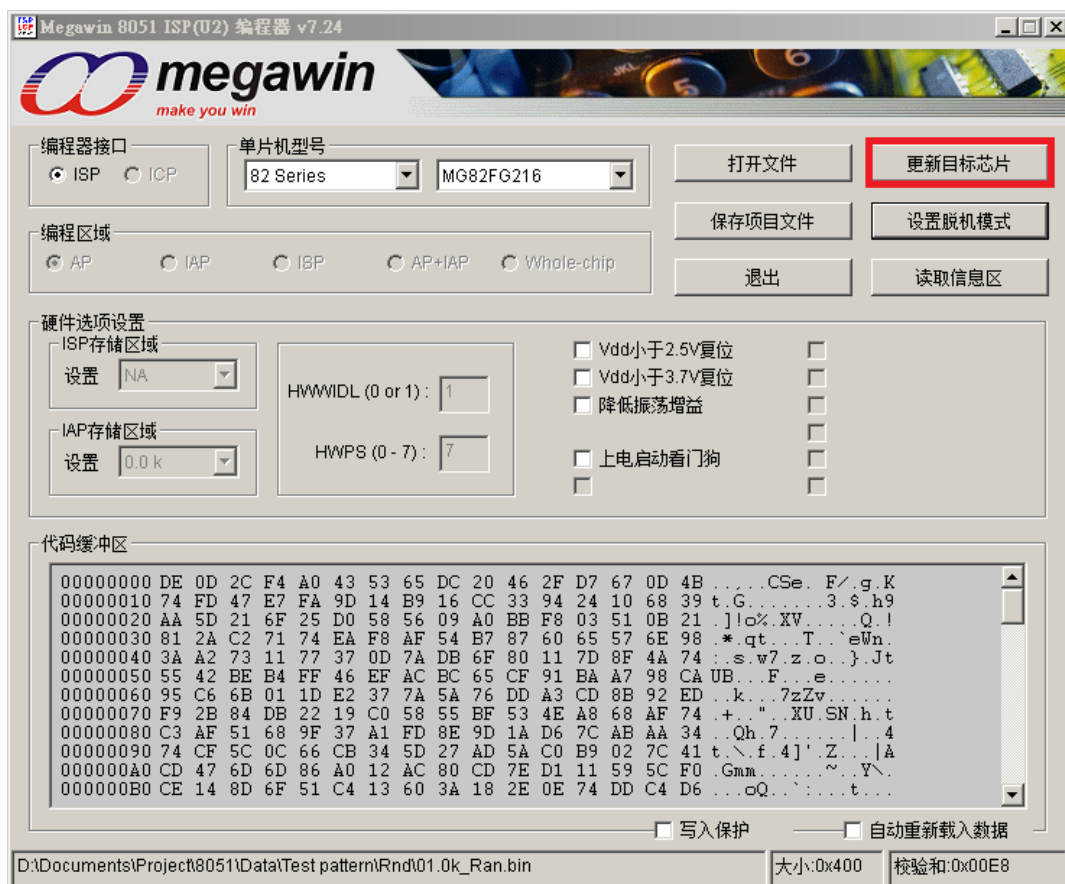 Megawin 8051 ISP(U2) 编程器 v7.24
megawin
make you win
编程器接口
ISP ICP
单片机型号
82 Series MG82FG216
打开文件 更新目标芯片
保存项目文件 设置脱机模式
退出 读取信息区
编程区域
AP IAP ISP AP+IAP Whole-chip
硬件选项设置
ISP存储区域
设置 NA
IAP存储区域
设置 0.0 k
HWWIDL (0 or 1) : 1
HWPS (0 - 7) : 7
Vdd小于2.5V复位
Vdd小于3.7V复位
降低振荡增益
上电启动看门狗
代码缓冲区
00000000 DE 0D 2C F4 A0 43 53 65 DC 20 46 2F D7 67 0D 4B ..,..CSe. F/.g.K
00000010 74 FD 47 E7 FA 9D 14 B9 16 CC 33 94 24 10 68 39 t.G.......3.$.h9
00000020 AA 5D 21 6F 25 D0 58 56 09 A0 BB F8 03 51 0B 21 .]!o%.XV.....Q.!
00000030 81 2A C2 71 74 EA F8 AF 54 B7 87 60 65 57 6E 98 .*.qt...T..`eWn.
00000040 3A A2 73 11 77 37 0D 7A DB 6F 80 11 7D 8F 4A 74 :.s.w7.z.o..}.Jt
00000050 55 42 BE B4 FF 46 EF AC BC 65 CF 91 BA A7 98 CA UB...F...e......
00000060 95 C6 6B 01 1D E2 37 7A 5A 76 DD A3 CD 8B 92 ED ..k...7zZv......
00000070 F9 2B 84 DB 22 19 C0 58 55 BF 53 4E A8 68 AF 74 .+.."..XU.SN.h.t
00000080 C3 AF 51 68 9F 37 A1 FD 8E 9D 1A D6 7C AB AA 34 ..Qh.7......|..4
00000090 74 CF 5C 0C 66 CB 34 5D 27 AD 5A C0 B9 02 7C 41 t.\.f.4]'.Z...|A
000000A0 CD 47 6D 6D 86 A0 12 AC 80 CD 7E D1 11 59 5C F0 .Gmm......~..Y\.
000000B0 CE 14 8D 6F 51 C4 13 60 3A 18 2E 0E 74 DD C4 D6 ...oQ..`:...t...
写入保护 自动重新载入数据
D:\Documents\Project\8051\Data\Test pattern\Rnd\01.0k_Ran.bin 大小:0x400 校验和:0x00E8